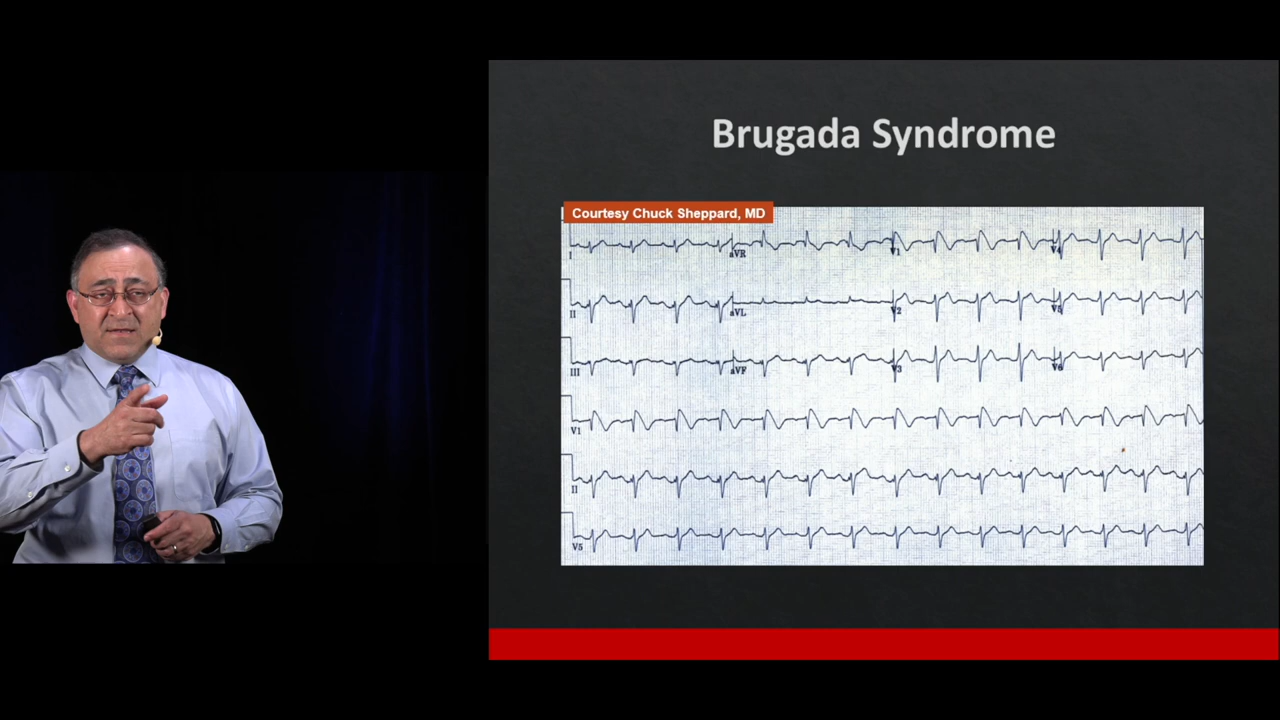 Brugada Syndrome
Courtesy Chuck Sheppard, MD
I
aVR
V1
V4
II
aVL
V2
V5
III
aVF
V3
V6
V1
II
V5